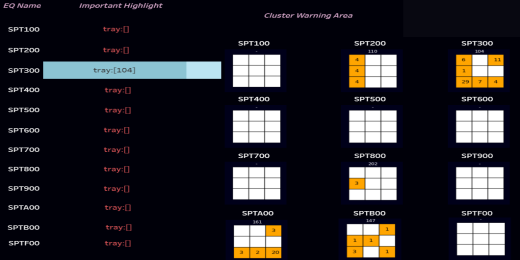 EQ Name Important Highlight
SPT100 tray:[]
SPT200 tray:[]
SPT300 tray:[104]
SPT400 tray:[]
SPT500 tray:[]
SPT600 tray:[]
SPT700 tray:[]
SPT800 tray:[]
SPT900 tray:[]
SPTA00 tray:[]
SPTB00 tray:[]
SPTF00 tray:[]
Cluster Warning Area
SPT100 SPT200 SPT300
- 110 104
4 6 11
4 1
4 29 7 4
SPT400 SPT500 SPT600
- - -
SPT700 SPT800 SPT900
- 202 -
3
SPTA00 SPTB00 SPTF00
161 147 -
3 1
1 1
3 2 20 3 1